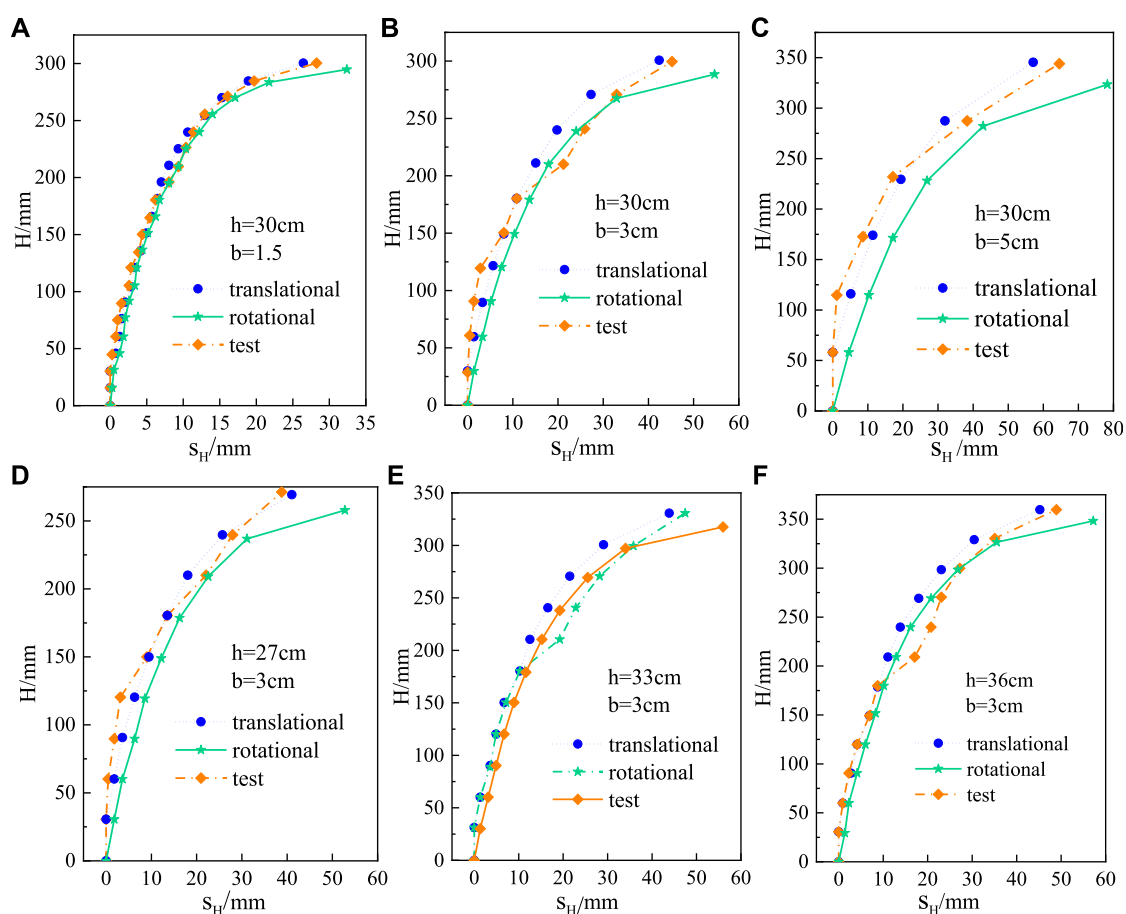 A
H/mm
300
250
200
150
100
50
0
h=30cm
b=1.5
translational
rotational
test
0 5 10 15 20 25 30 35
sH/mm
B
H/mm
300
250
200
150
100
50
0
h=30cm
b=3cm
translational
rotational
test
0 10 20 30 40 50 60
sH/mm
C
H/mm
350
300
250
200
150
100
50
0
h=30cm
b=5cm
translational
rotational
test
0 10 20 30 40 50 60 70 80
sH/mm
D
H/mm
250
200
150
100
50
0
h=27cm
b=3cm
translational
rotational
test
0 10 20 30 40 50 60
sH/mm
E
H/mm
350
300
250
200
150
100
50
0
h=33cm
b=3cm
translational
rotational
test
0 10 20 30 40 50 60
sH/mm
F
H/mm
350
300
250
200
150
100
50
0
h=36cm
b=3cm
translational
rotational
test
0 10 20 30 40 50 60
sH/mm